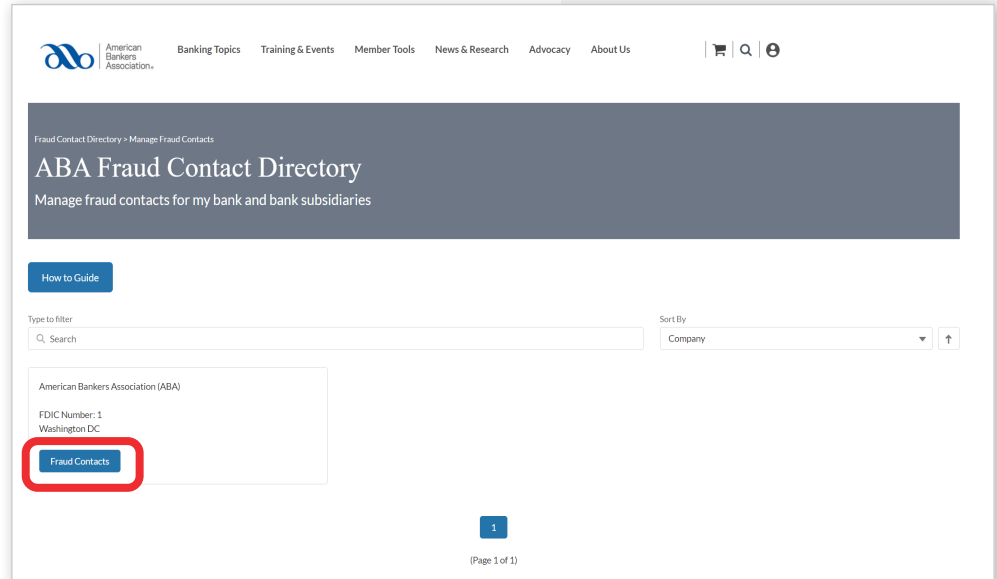 American
Bankers
Association®
Banking Topics Training & Events Member Tools News & Research Advocacy About Us
Fraud Contact Directory > Manage Fraud Contacts
ABA Fraud Contact Directory
Manage fraud contacts for my bank and bank subsidiaries
How to Guide
Type to filter
Sort By
Search
Company
American Bankers Association (ABA)
FDIC Number: 1
Washington DC
Fraud Contacts
1
(Page 1 of 1)